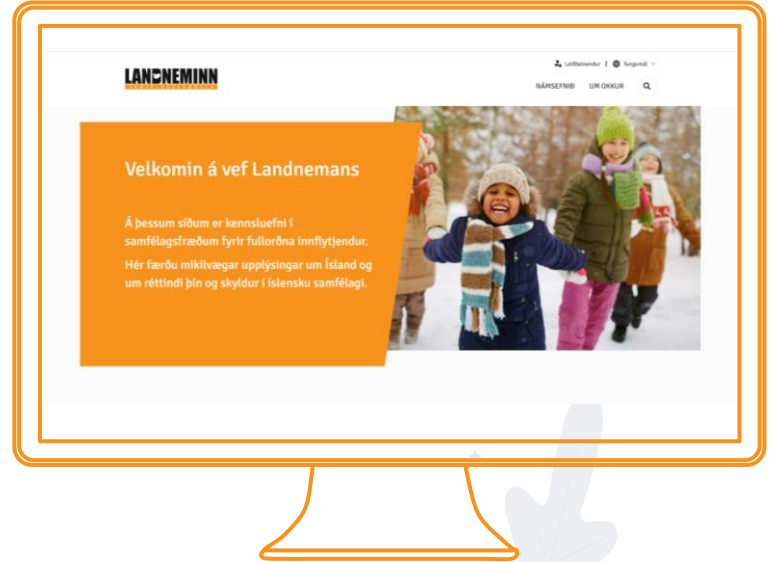 LANDNEMINN
SAMFÉLAGSFRÆÐSLA
Leiðbeinendur | Tungumál
NÁMSEFNIÐ UM OKKUR
Velkomin á vef Landnemans
Á þessum síðum er kennsluefni í
samfélagsfræðum fyrir fullorðna innflytjendur.
Hér færðu mikilvægar upplýsingar um Ísland og
um réttindi þín og skyldur í íslensku samfélagi.